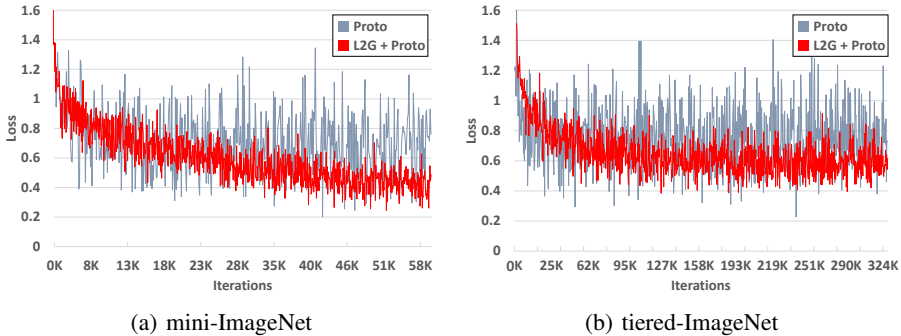 1.6
1.4
1.2
1
0.8
0.6
0.4
0.2
0
Loss
Proto
L2G + Proto
0K 8K 13K 18K 23K 29K 35K 40K 46K 51K 58K
Iterations
(a) mini-ImageNet
1.6
1.4
1.2
1
0.8
0.6
0.4
0.2
0
Loss
Proto
L2G + Proto
0K 25K 62K 95K 127K 158K 193K 219K 251K 290K 324K
Iterations
(b) tiered-ImageNet